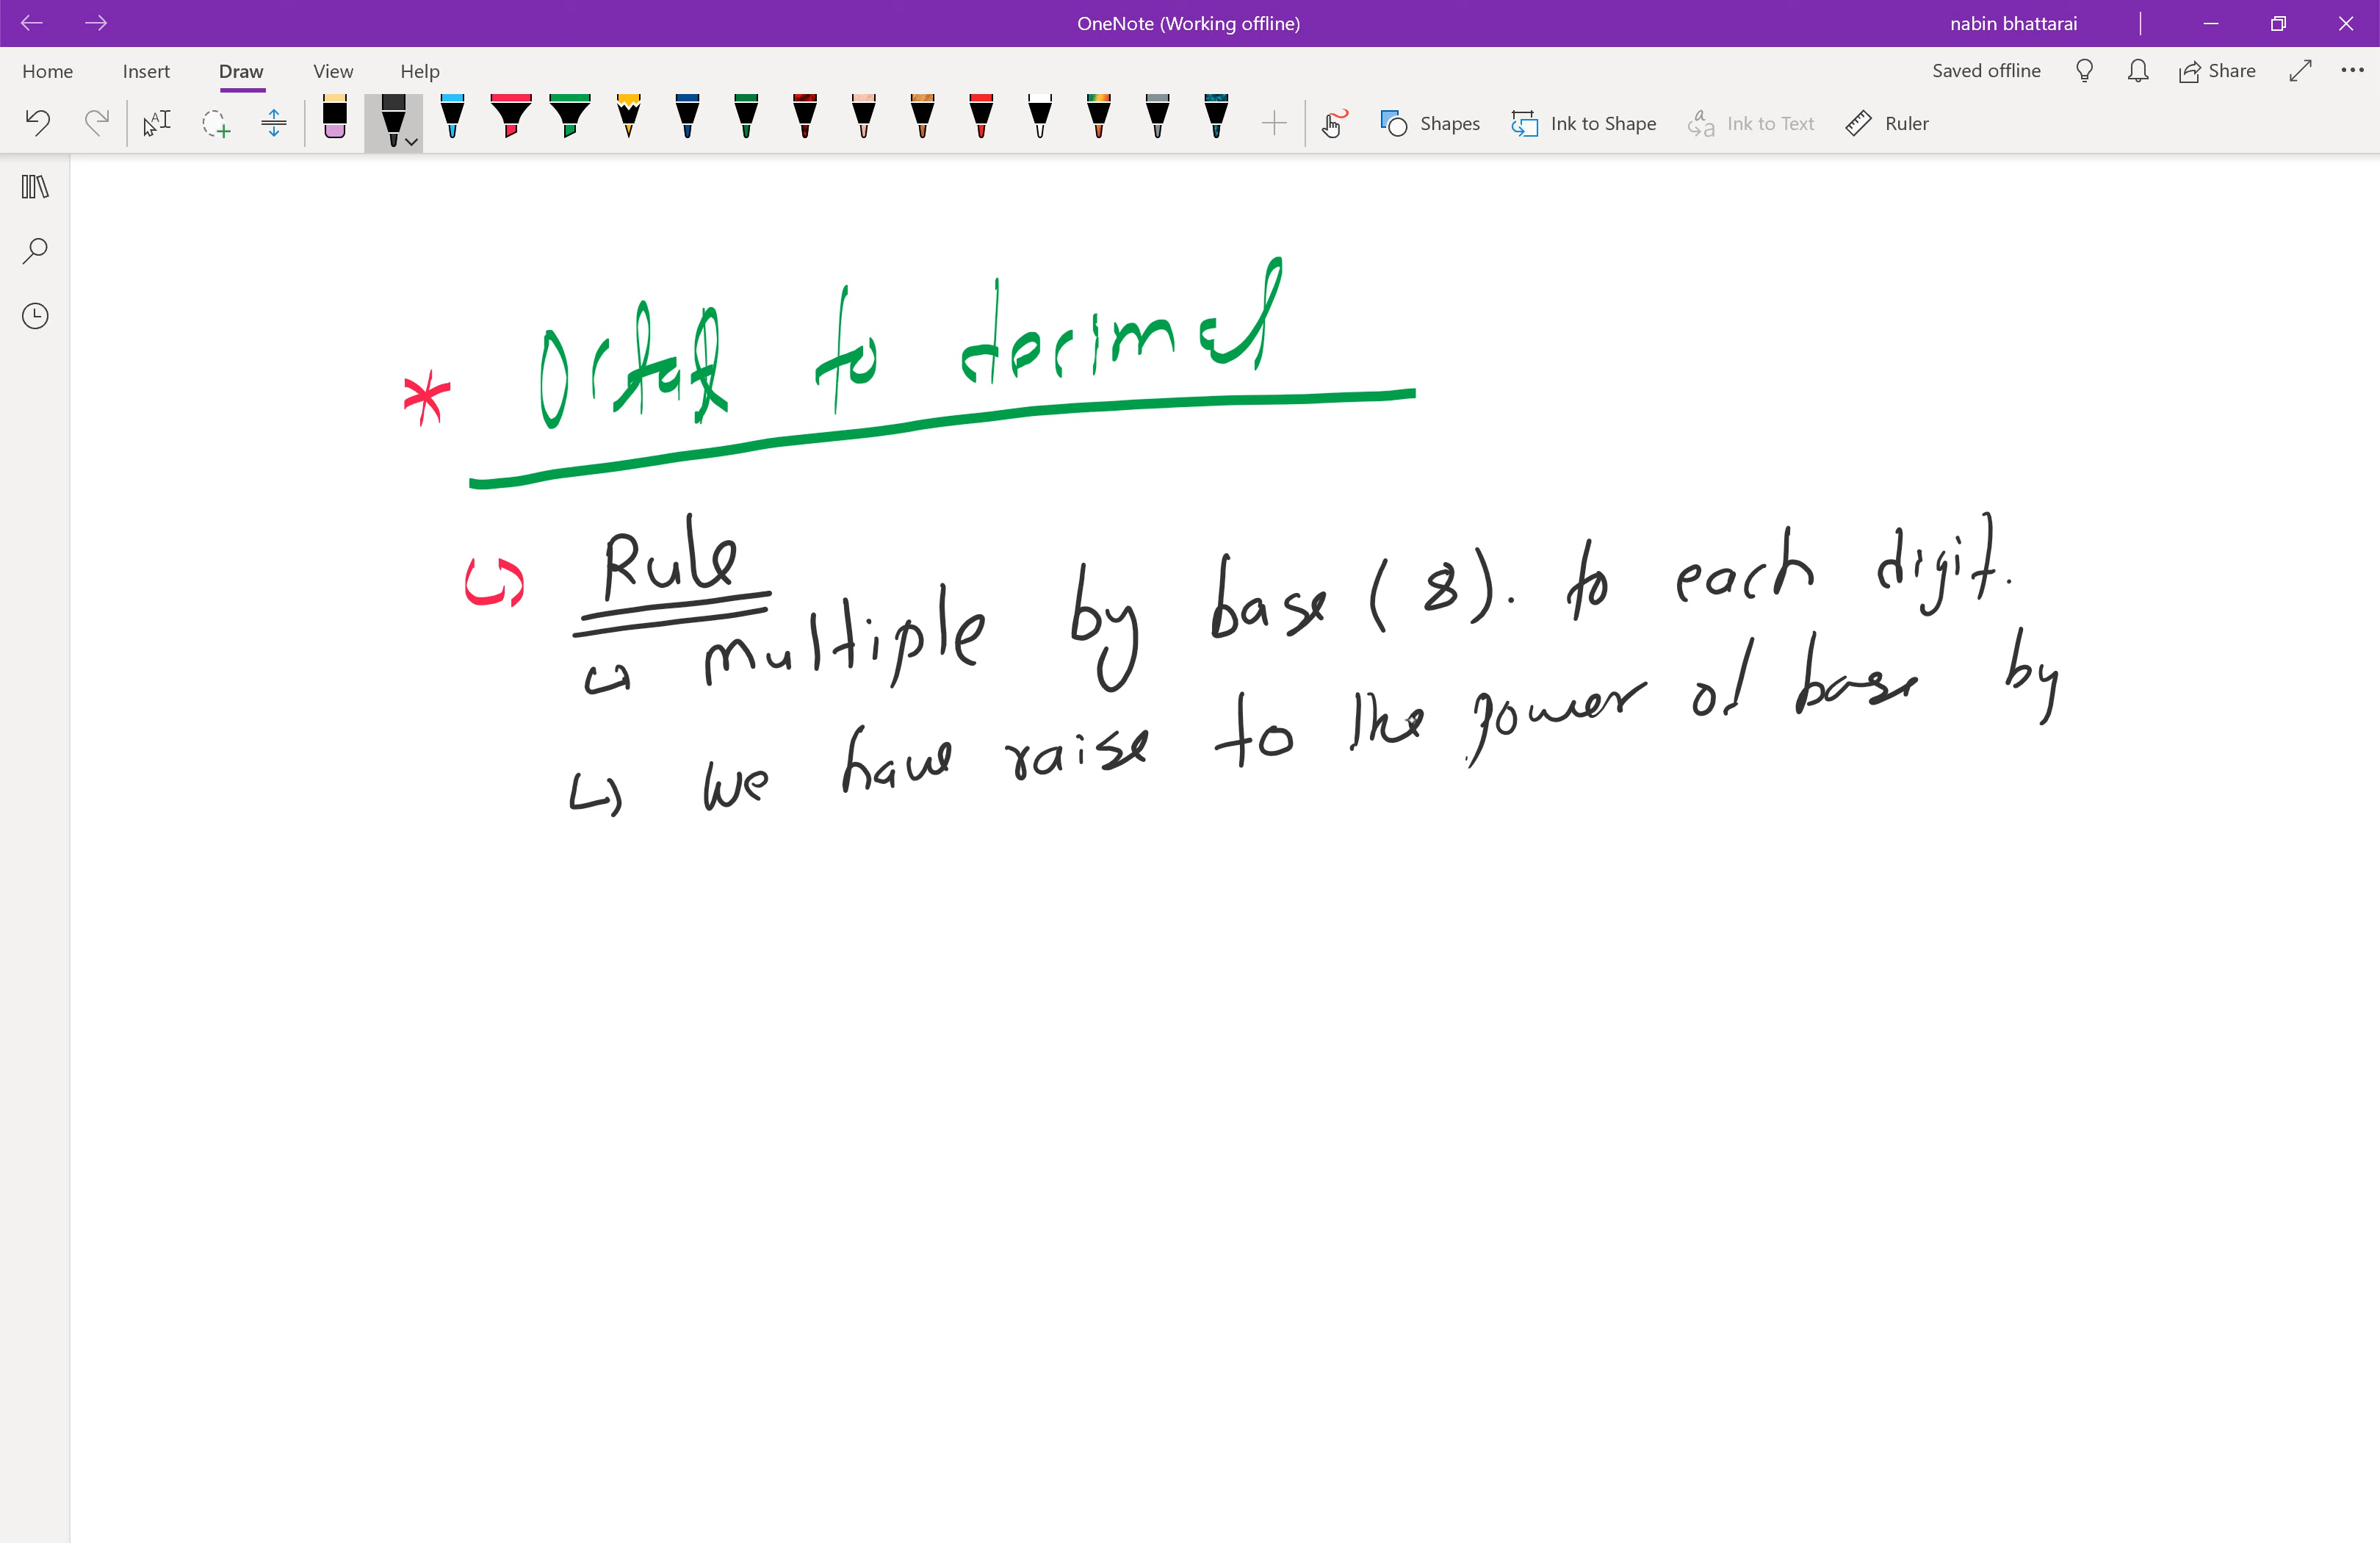 OneNote (Working offline)
nabin bhattarai
Home Insert Draw View Help
Saved offline Share
Shapes Ink to Shape Ink to Text Ruler
* Octal to decimal
Rule
↳ multiple by base (8). to each digit.
↳ we have raise to the power of base by